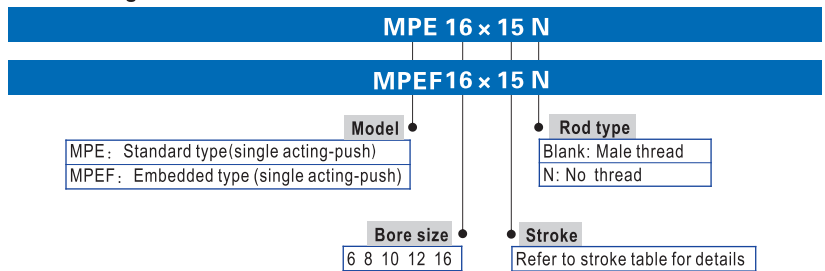 MPE 16 × 15 N
MPEF16 × 15 N
Model
MPE：Standard type(single acting-push)
MPEF：Embedded type (single acting-push)
Rod type
Blank: Male thread
N: No thread
Bore size
6 8 10 12 16
Stroke
Refer to stroke table for details